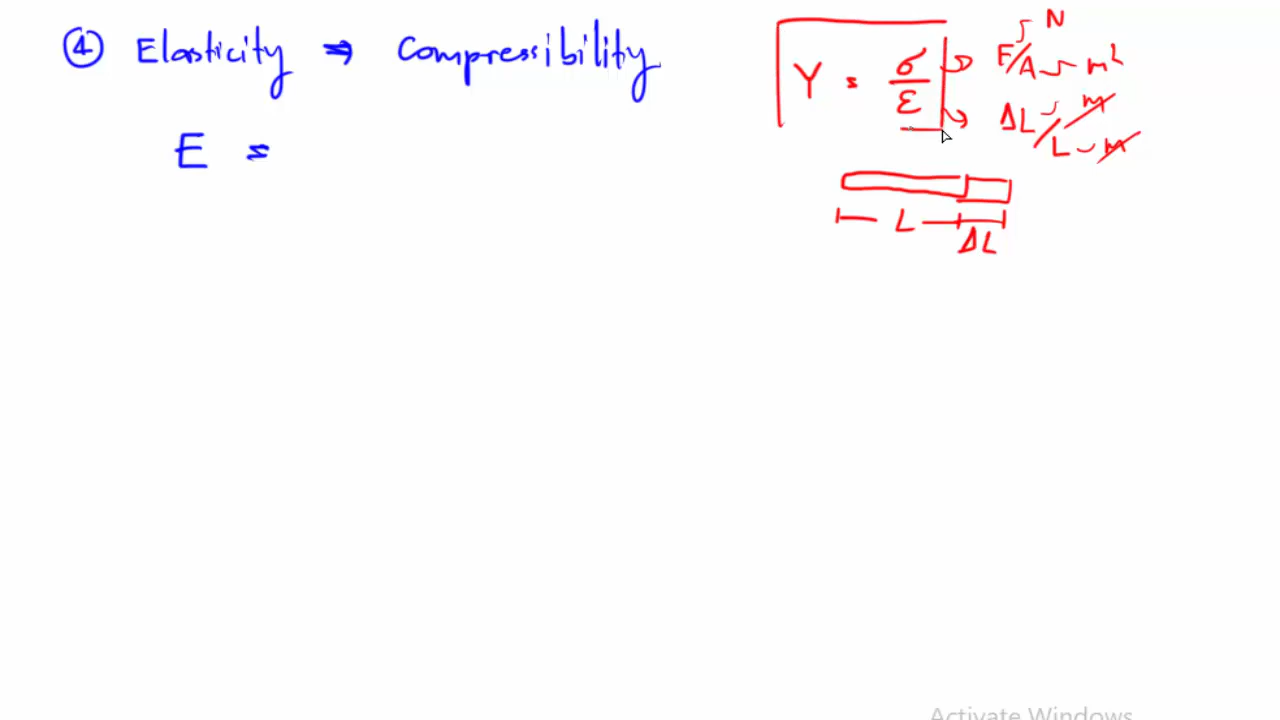 ④ Elasticity ⇒ Compressibility
E =
Y = σ/ε
F/A N m²
ΔL/L m m
L
ΔL
Activate Windows